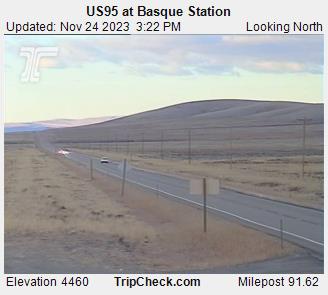 US95 at Basque Station
Updated: Nov 24 2023  3:22 PM    Looking North
Elevation 4460    TripCheck.com    Milepost 91.62